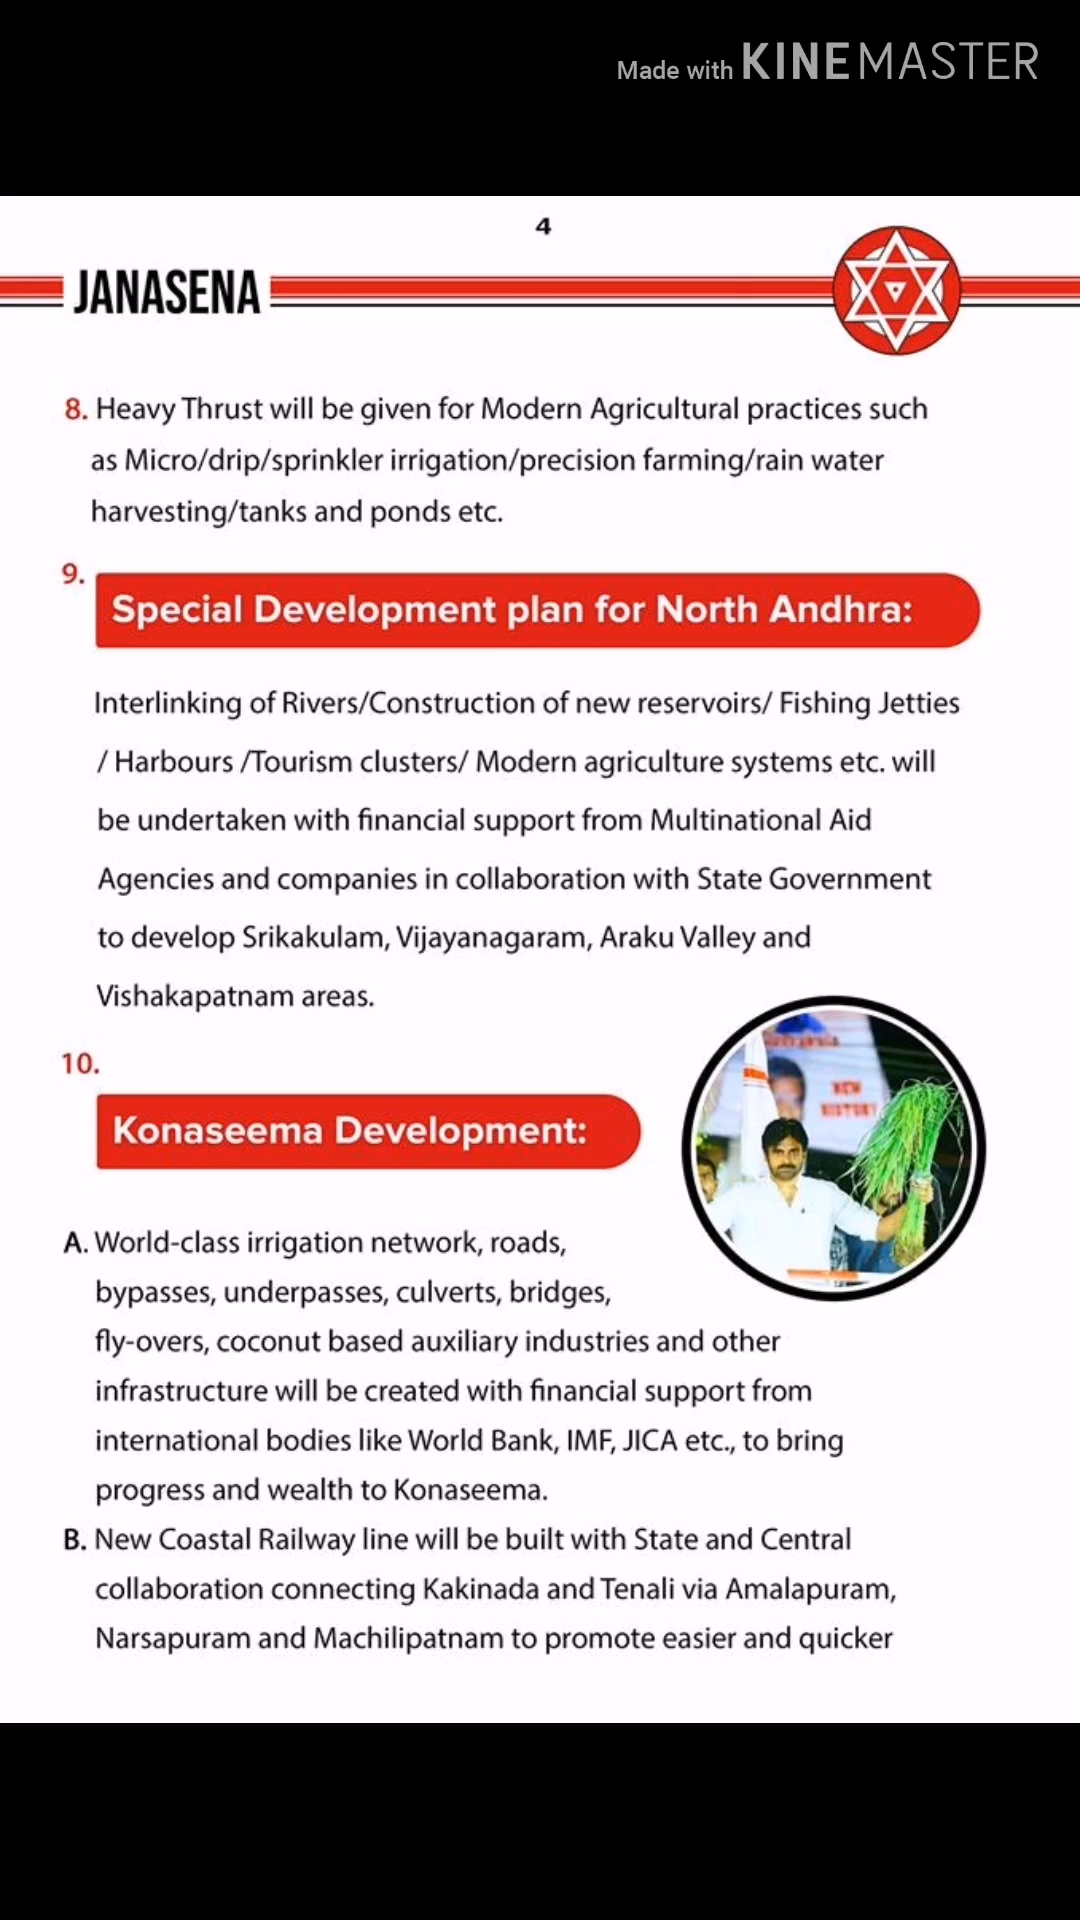 Made with KINEMASTER
4
JANASENA
8. Heavy Thrust will be given for Modern Agricultural practices such
as Micro/drip/sprinkler irrigation/precision farming/rain water
harvesting/tanks and ponds etc.
9.
Special Development plan for North Andhra:
Interlinking of Rivers/Construction of new reservoirs/ Fishing Jetties
/ Harbours /Tourism clusters/ Modern agriculture systems etc. will
be undertaken with financial support from Multinational Aid
Agencies and companies in collaboration with State Government
to develop Srikakulam, Vijayanagaram, Araku Valley and
Vishakapatnam areas.
10.
Konaseema Development:
NEW
HISTORY
A. World-class irrigation network, roads,
bypasses, underpasses, culverts, bridges,
fly-overs, coconut based auxiliary industries and other
infrastructure will be created with financial support from
international bodies like World Bank, IMF, JICA etc., to bring
progress and wealth to Konaseema.
B. New Coastal Railway line will be built with State and Central
collaboration connecting Kakinada and Tenali via Amalapuram,
Narsapuram and Machilipatnam to promote easier and quicker